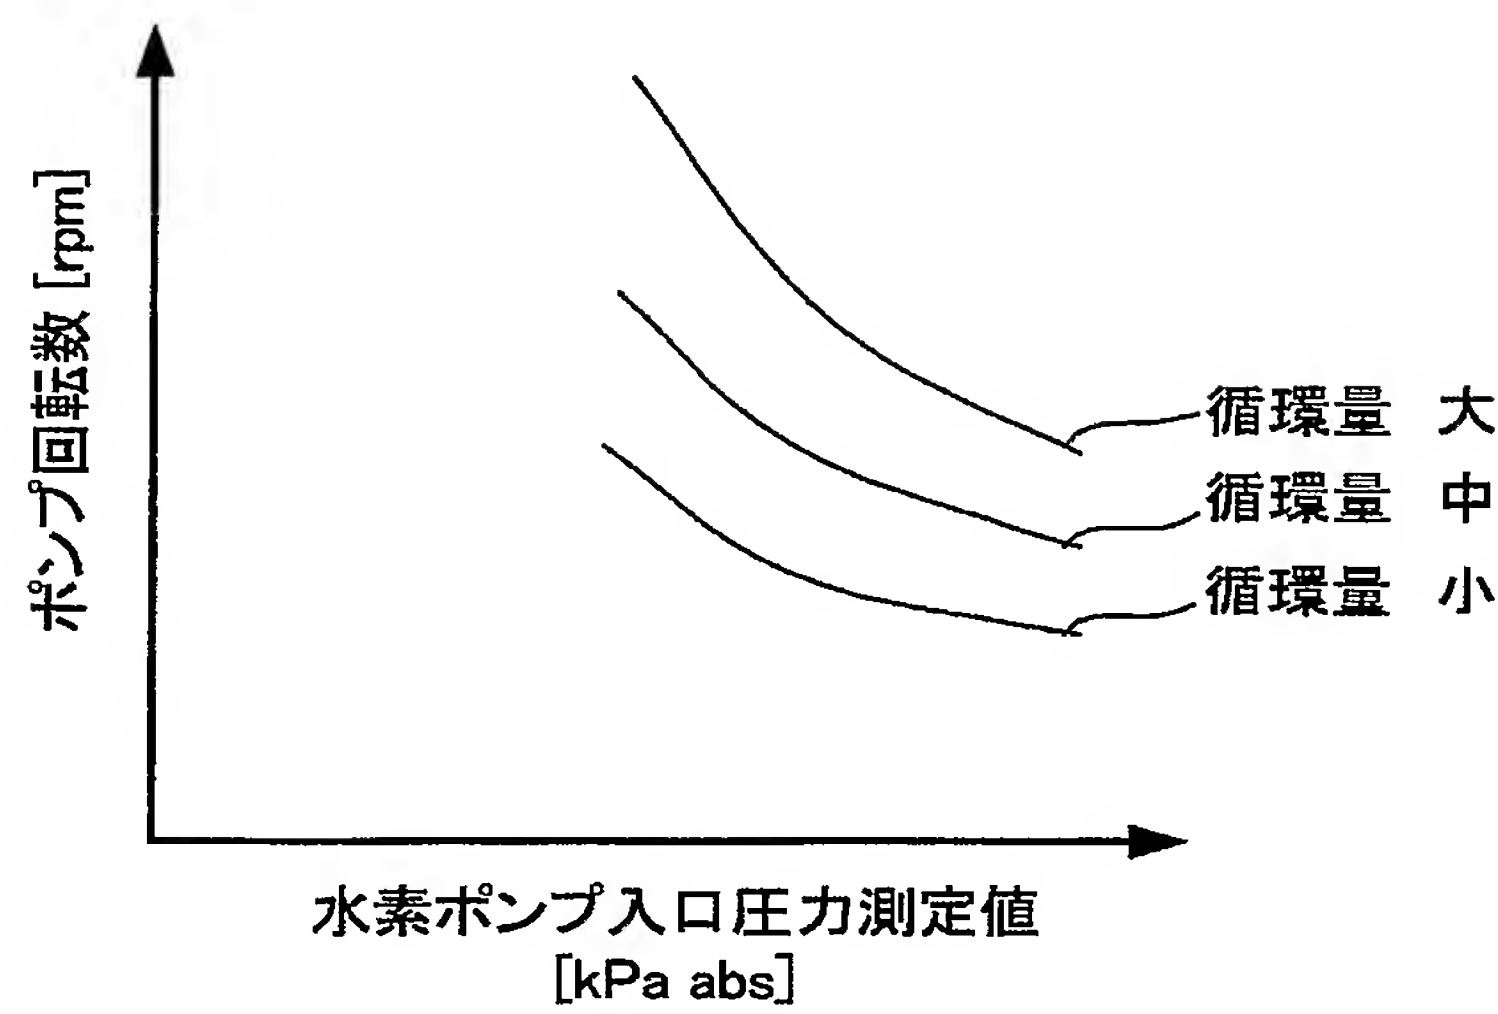 ポンプ回転数 [rpm]
循環量 大
循環量 中
循環量 小
水素ポンプ入口圧力測定値
[kPa abs]